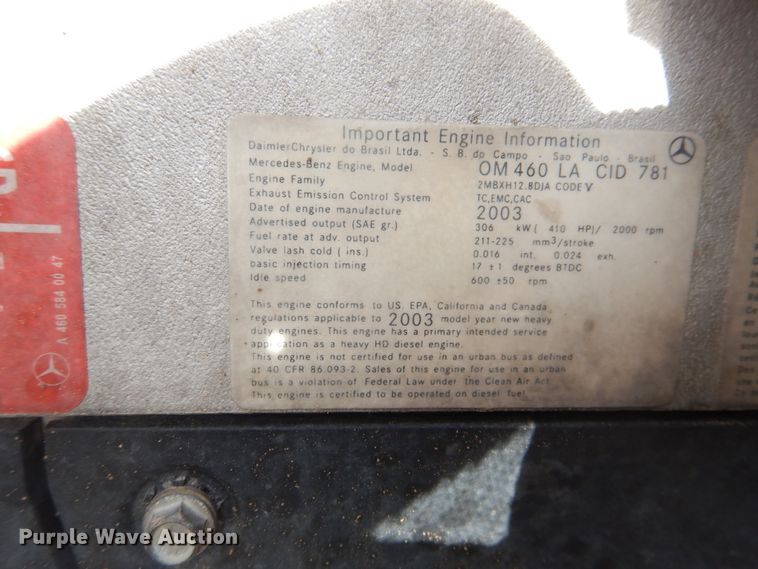 Important Engine Information
DaimlerChrysler do Brasil Ltda. - S. B. do Campo - Sao Paulo - Brasil
Mercedes-Benz Engine, Model OM 460 LA CID 781
Engine Family 2MBXH12.8DJA CODE V
Exhaust Emission Control System TC,EMC,CAC
Date of engine manufacture 2003
Advertised output (SAE gr.) 306 kW( 410 HP)/ 2000 rpm
Fuel rate at adv. output 211-225 mm³/stroke
Valve lash cold ( ins.) 0.016 int. 0.024 exh.
basic injection timing 17 ±1 degrees BTDC
Idle speed 600 ±50 rpm
This engine conforms to US. EPA, California and Canada
regulations applicable to 2003 model year new heavy
duty engines. This engine has a primary intended service
application as a heavy HD diesel engine.
This engine is not certified for use in an urban bus as defined
at 40 CFR 86.093-2. Sales of this engine for use in an urban
bus is a violation of Federal Law under the Clean Air Act.
This engine is certified to be operated on diesel fuel
A 460 584 00 47
Purple Wave Auction